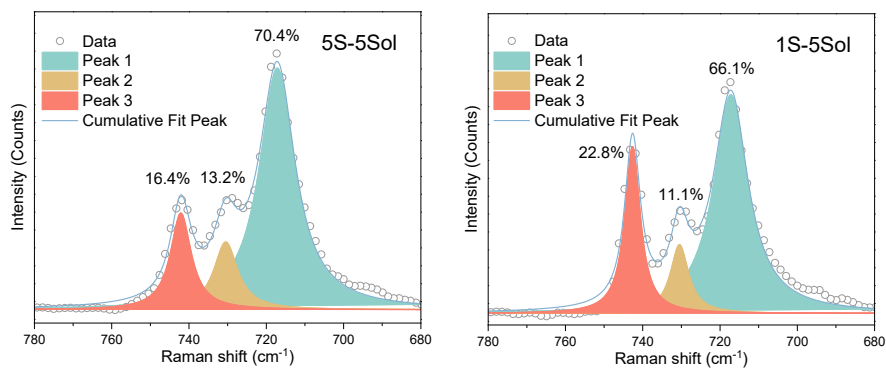 5S-5Sol
Data
Peak 1
Peak 2
Peak 3
Cumulative Fit Peak
70.4%
16.4%
13.2%
Intensity (Counts)
780 760 740 720 700 680
Raman shift (cm-1)
1S-5Sol
Data
Peak 1
Peak 2
Peak 3
Cumulative Fit Peak
66.1%
22.8%
11.1%
Intensity (Counts)
780 760 740 720 700 680
Raman shift (cm-1)